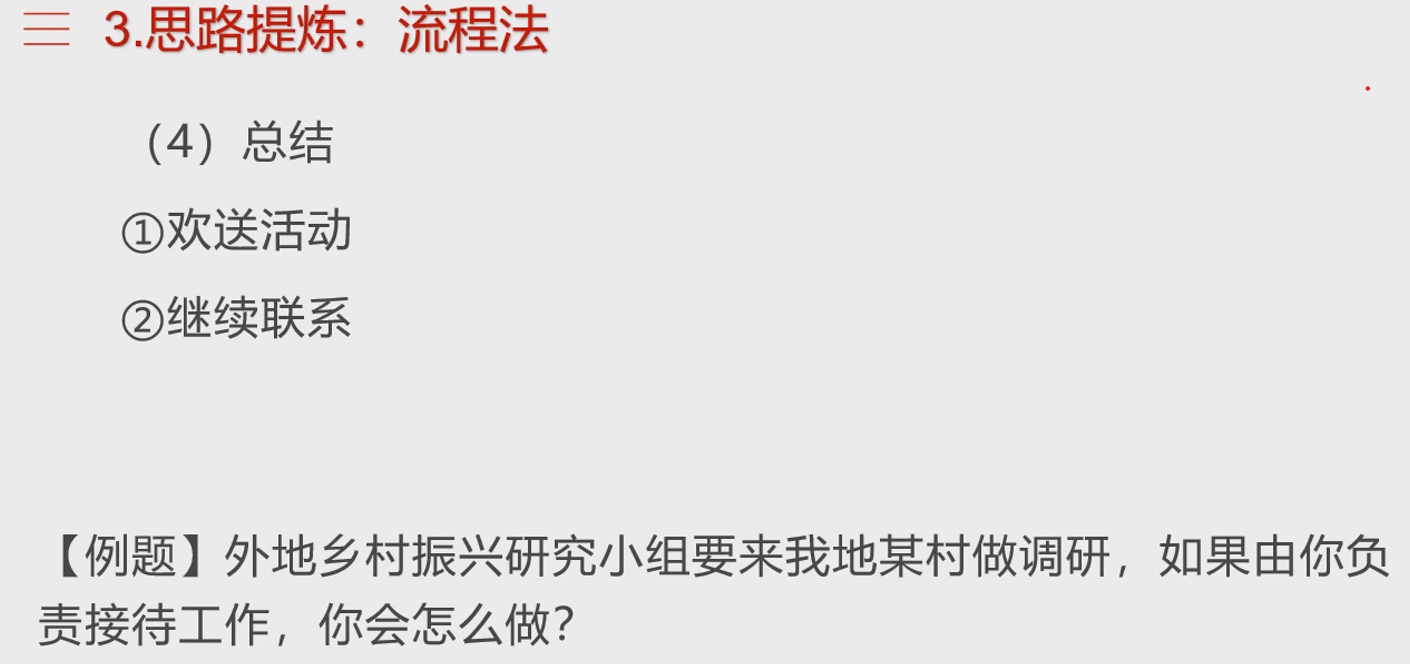 3.思路提炼：流程法
（4）总结
①欢送活动
②继续联系
【例题】外地乡村振兴研究小组要来我地某村做调研，如果由你负
责接待工作，你会怎么做？